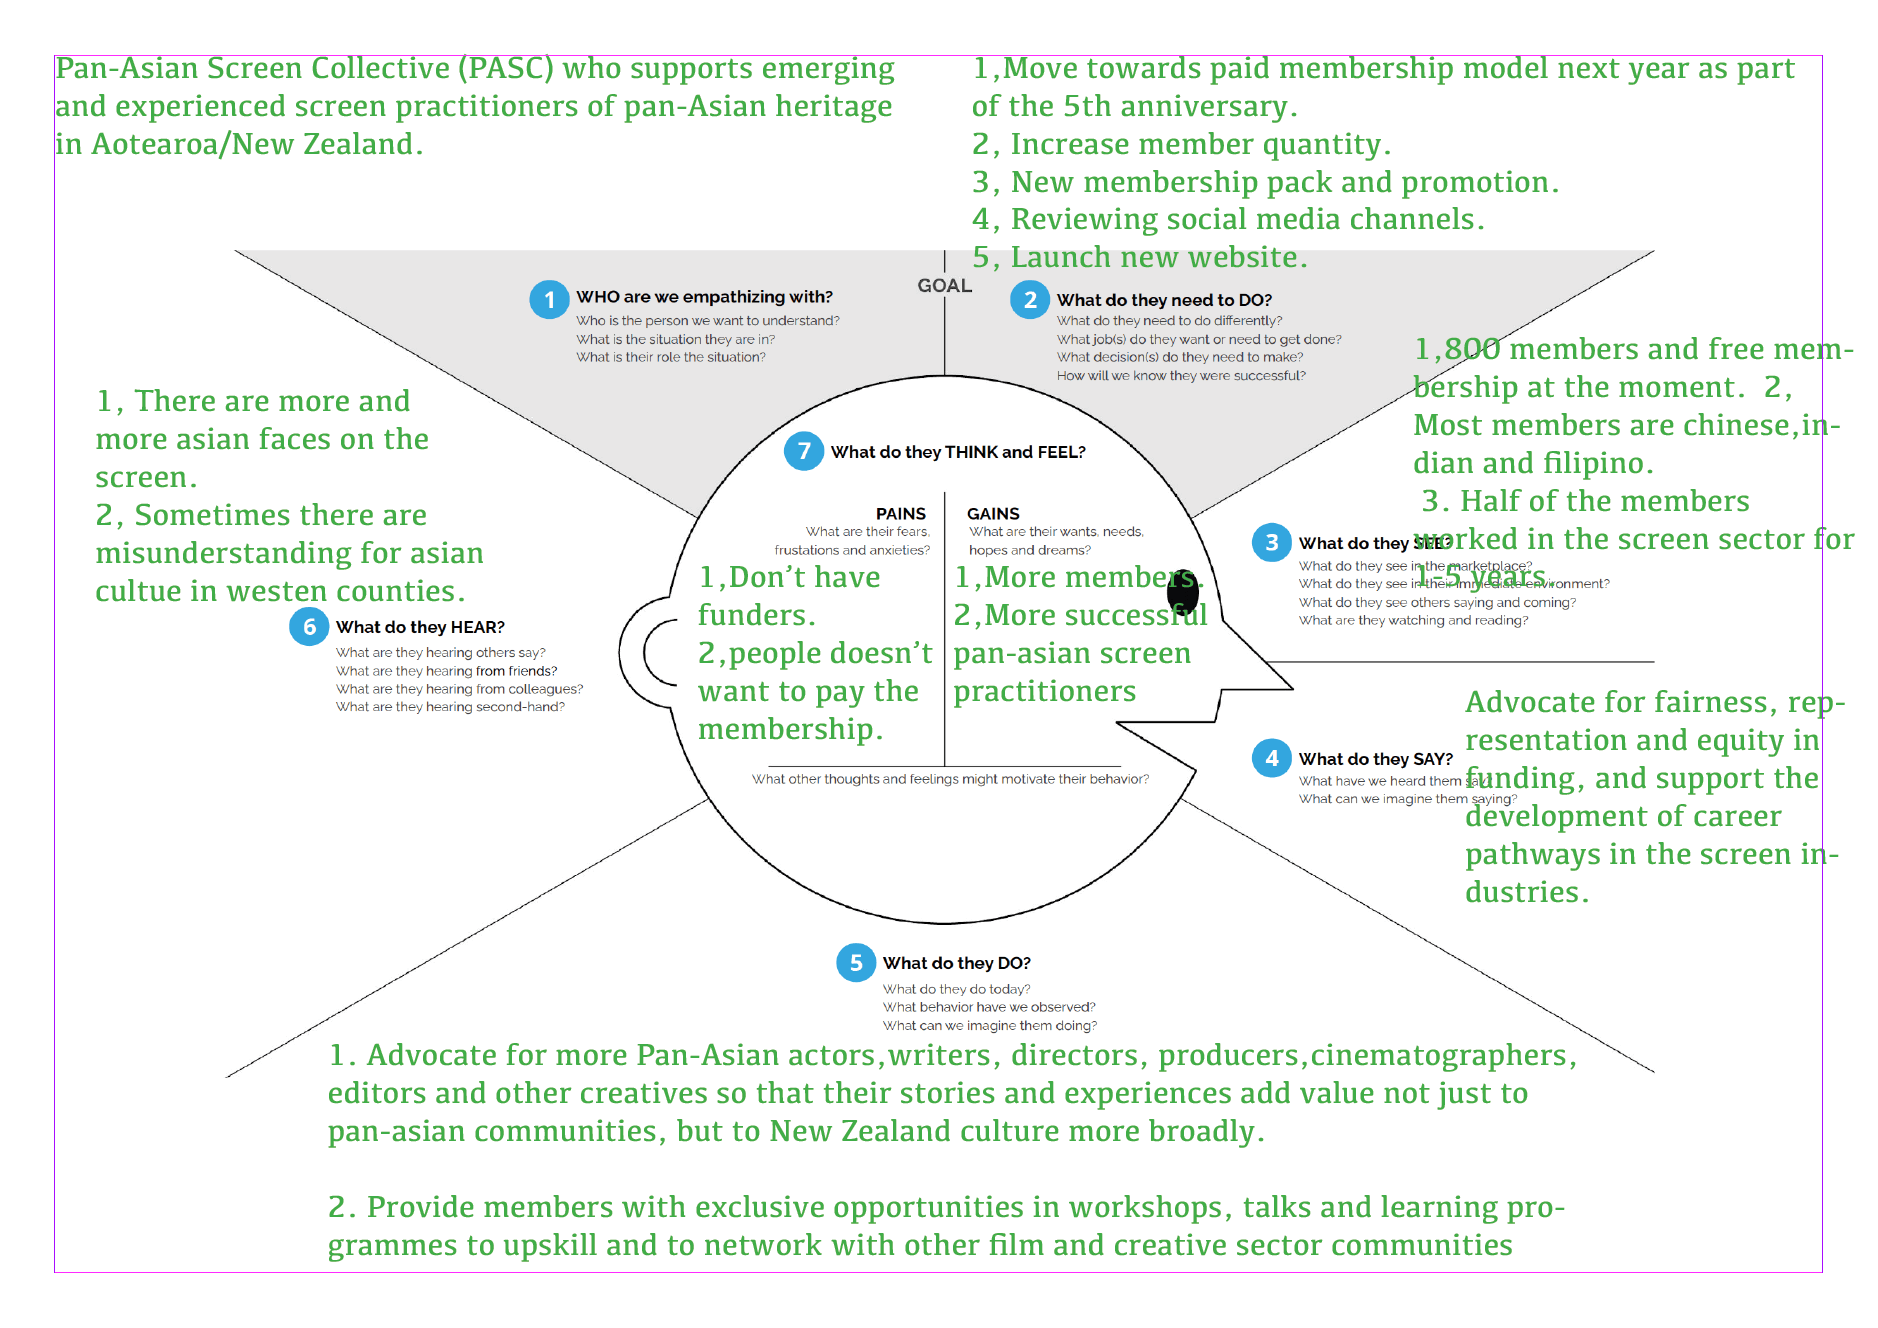 Pan-Asian Screen Collective (PASC) who supports emerging
and experienced screen practitioners of pan-Asian heritage
in Aotearoa/New Zealand.
1,Move towards paid membership model next year as part
of the 5th anniversary.
2, Increase member quantity.
3, New membership pack and promotion.
4, Reviewing social media channels.
5, Launch new website.
GOAL
1
WHO are we empathizing with?
Who is the person we want to understand?
What is the situation they are in?
What is their role the situation?
2
What do they need to DO?
What do they need to do differently?
What job(s) do they want or need to get done?
What decision(s) do they need to make?
How will we know they were successful?
1,800 members and free mem-
bership at the moment.  2,
Most members are chinese,in-
dian and filipino.
3. Half of the members
worked in the screen sector for
1-5 years.
3
What do they SEE?
What do they see in the marketplace?
What do they see in their immediate environment?
What do they see others saying and coming?
What are they watching and reading?
Advocate for fairness, rep-
resentation and equity in
funding, and support the
development of career
pathways in the screen in-
dustries.
4
What do they SAY?
What have we heard them say?
What can we imagine them saying?
5
What do they DO?
What do they do today?
What behavior have we observed?
What can we imagine them doing?
1. Advocate for more Pan-Asian actors,writers, directors, producers,cinematographers,
editors and other creatives so that their stories and experiences add value not just to
pan-asian communities, but to New Zealand culture more broadly.
2. Provide members with exclusive opportunities in workshops, talks and learning pro-
grammes to upskill and to network with other film and creative sector communities
1, There are more and
more asian faces on the
screen.
2, Sometimes there are
misunderstanding for asian
cultue in westen counties.
6
What do they HEAR?
What are they hearing others say?
What are they hearing from friends?
What are they hearing from colleagues?
What are they hearing second-hand?
7
What do they THINK and FEEL?
PAINS
What are their fears,
frustations and anxieties?
1,Don't have
funders.
2,people doesn't
want to pay the
membership.
GAINS
What are their wants, needs,
hopes and dreams?
1,More members.
2,More successful
pan-asian screen
practitioners
What other thoughts and feelings might motivate their behavior?